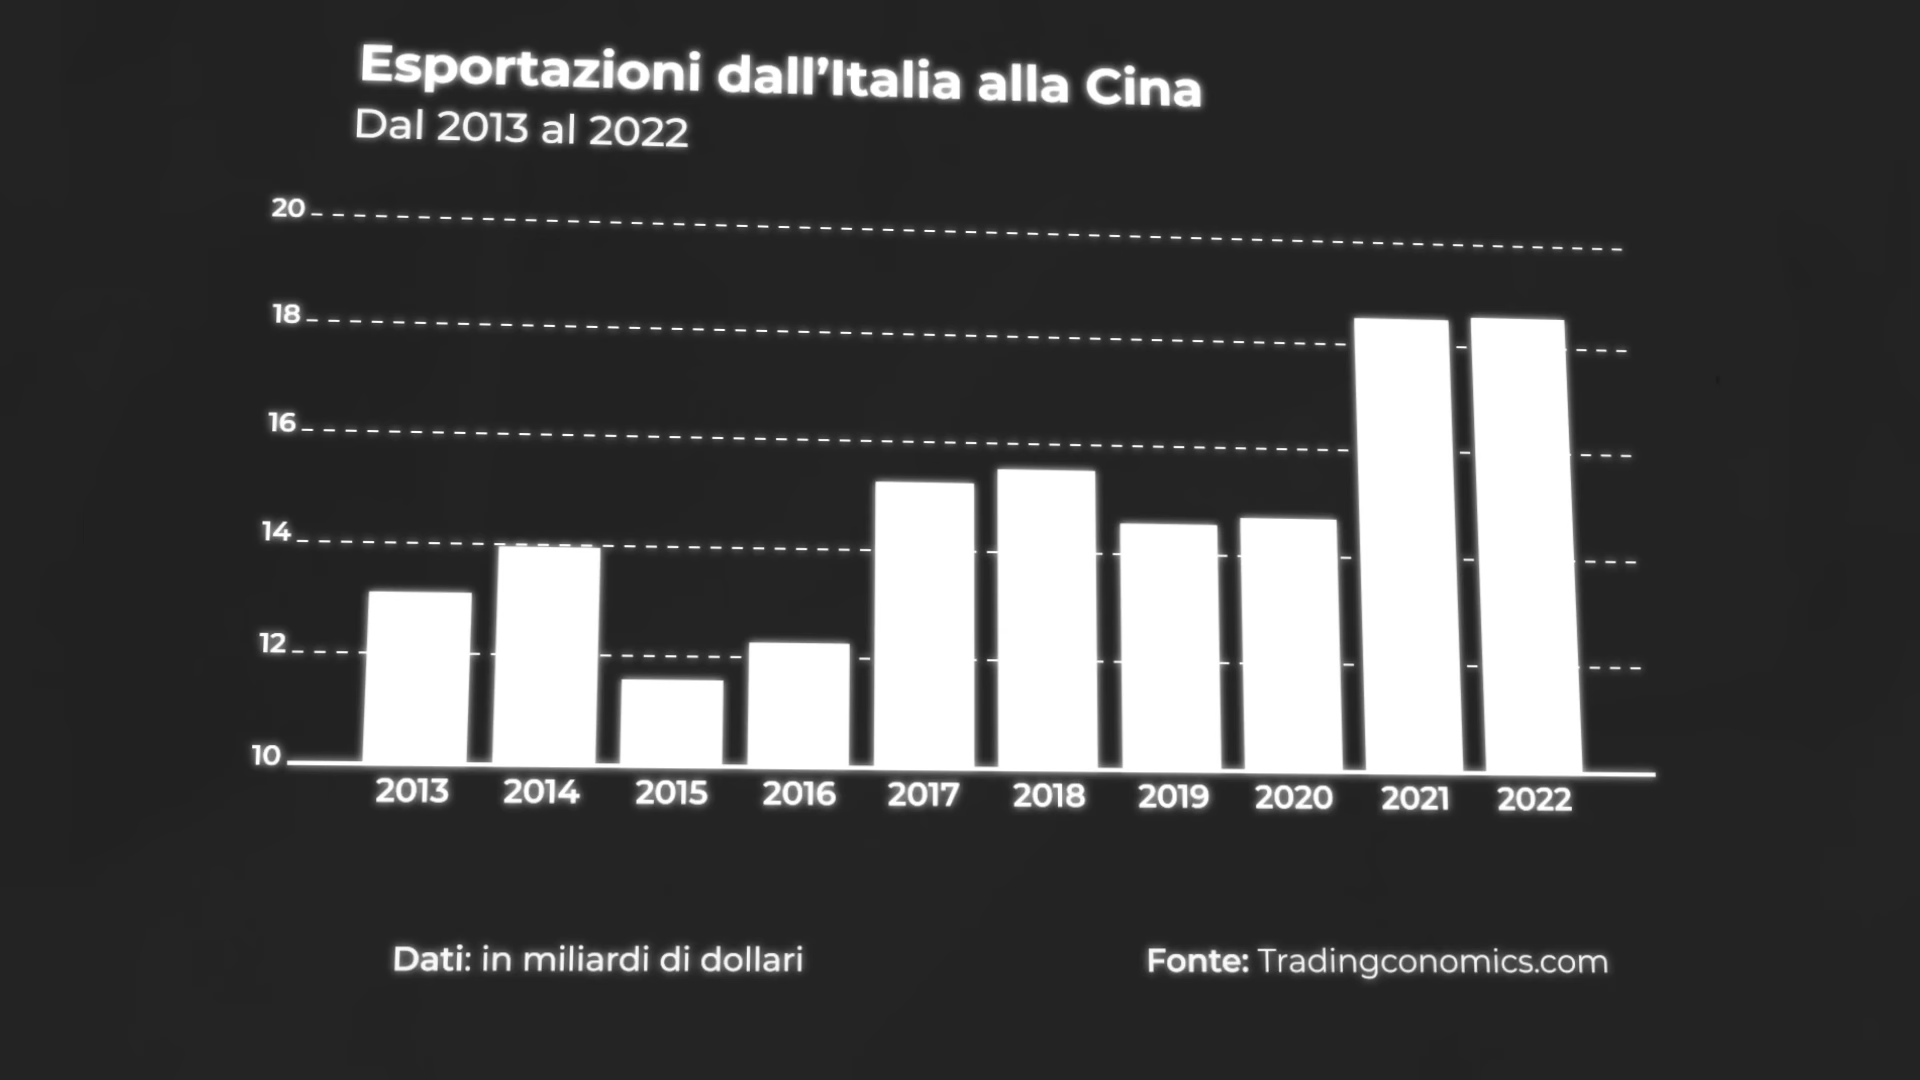 Esportazioni dall'Italia alla Cina
Dal 2013 al 2022
20
18
16
14
12
10
2013 2014 2015 2016 2017 2018 2019 2020 2021 2022
Dati: in miliardi di dollari
Fonte: Tradingconomics.com